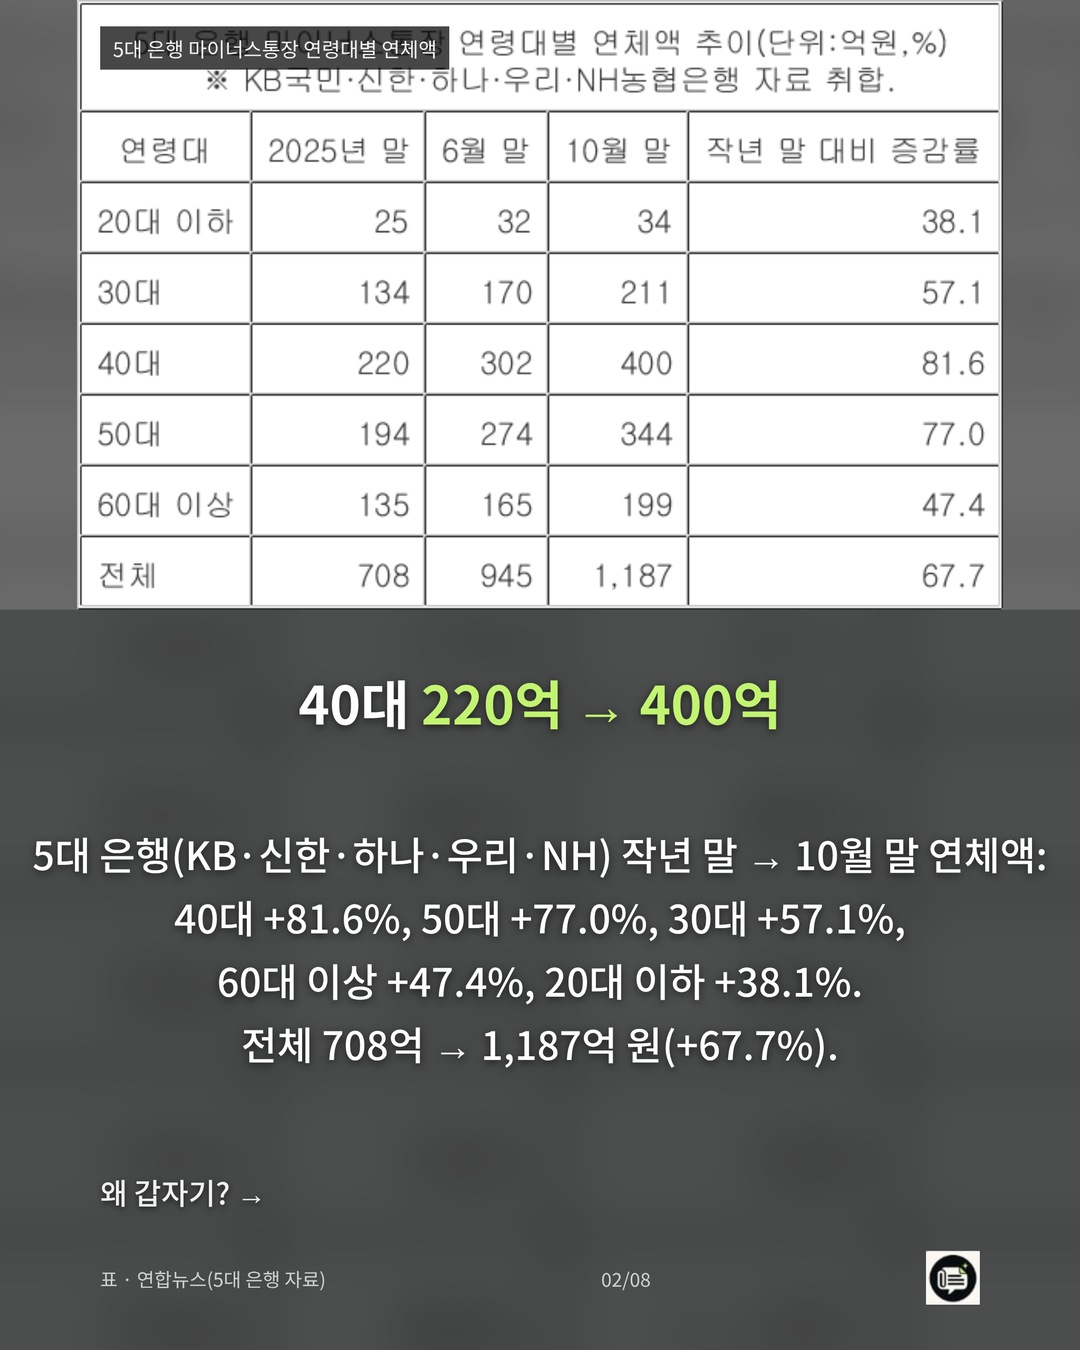 5대 은행 마이너스통장 연령대별 연체액
연령대별 연체액 추이(단위:억원,%)
※ KB국민·신한·하나·우리·NH농협은행 자료 취합.
연령대 2025년 말 6월 말 10월 말 작년 말 대비 증감률
20대 이하 25 32 34 38.1
30대 134 170 211 57.1
40대 220 302 400 81.6
50대 194 274 344 77.0
60대 이상 135 165 199 47.4
전체 708 945 1,187 67.7
40대 220억 → 400억
5대 은행(KB·신한·하나·우리·NH) 작년 말 → 10월 말 연체액:
40대 +81.6%, 50대 +77.0%, 30대 +57.1%,
60대 이상 +47.4%, 20대 이하 +38.1%.
전체 708억 → 1,187억 원(+67.7%).
왜 갑자기? →
표 · 연합뉴스(5대 은행 자료)
02/08